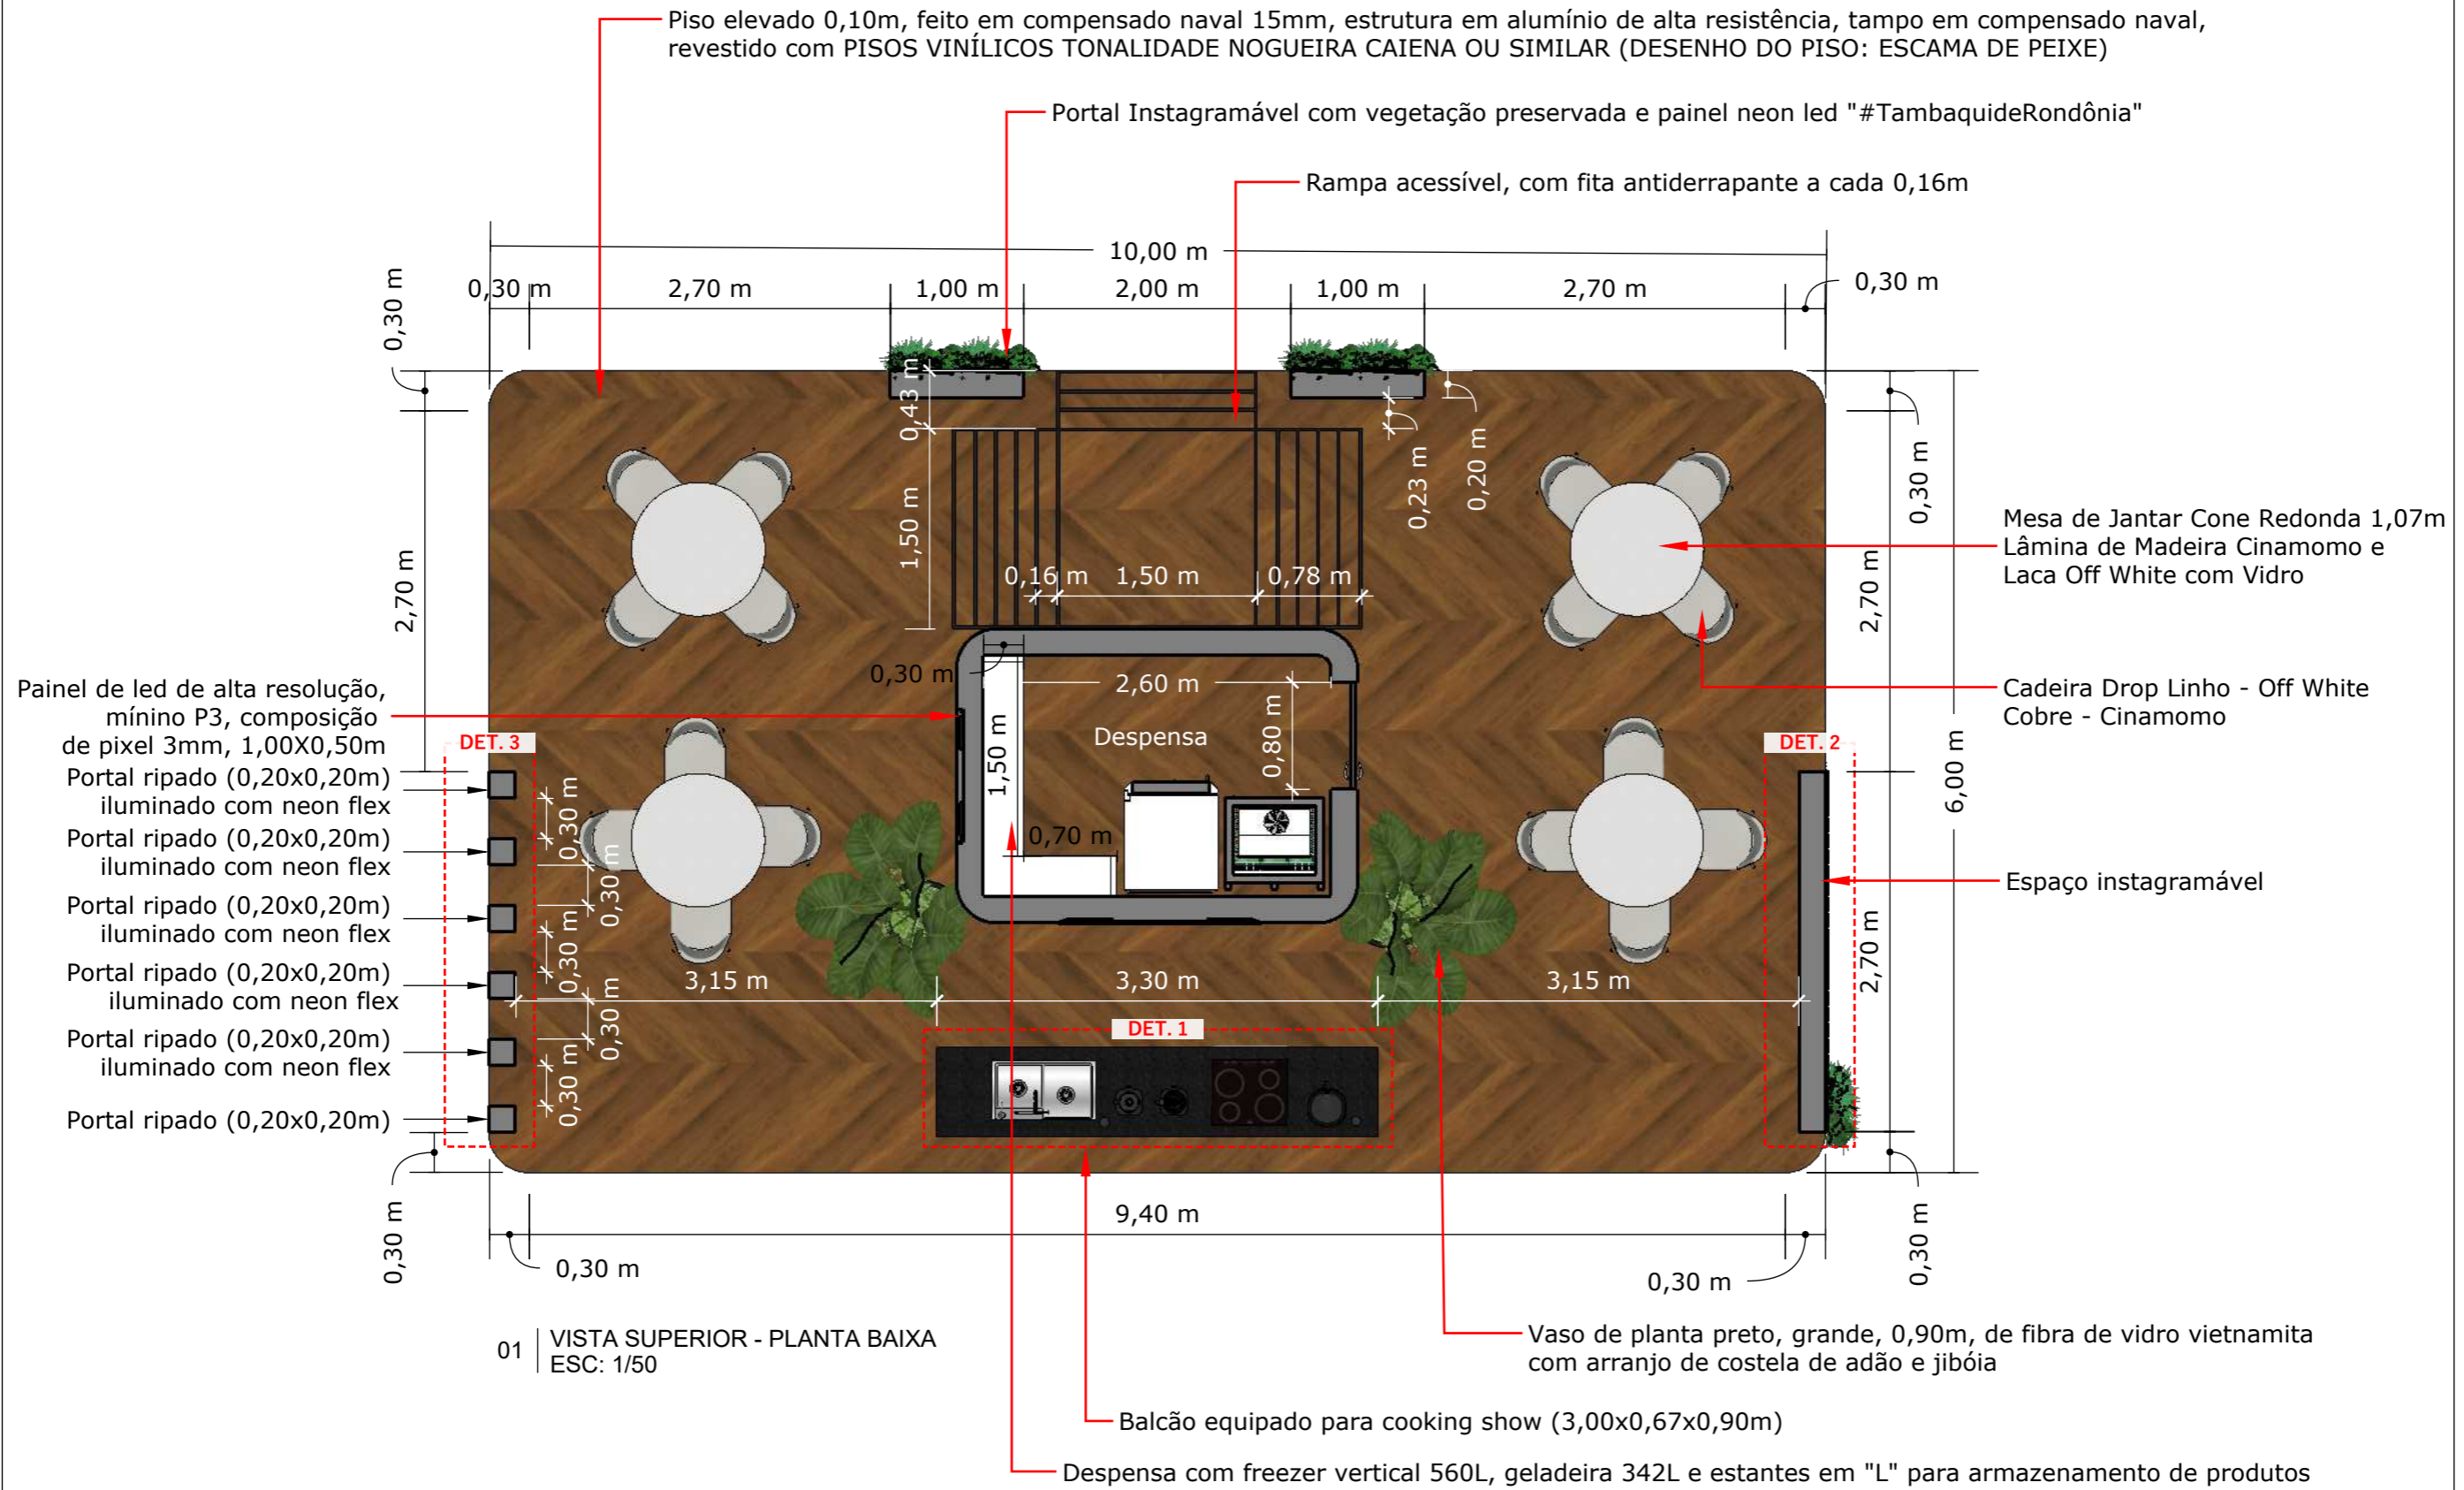 Piso elevado 0,10m, feito em compensado naval 15mm, estrutura em alumínio de alta resistência, tampo em compensado naval,
revestido com PISOS VINÍLICOS TONALIDADE NOGUEIRA CAIENA OU SIMILAR (DESENHO DO PISO: ESCAMA DE PEIXE)
Portal Instagramável com vegetação preservada e painel neon led "#TambaquideRondônia"
Rampa acessível, com fita antiderrapante a cada 0,16m
10,00 m
0,30 m
0,30 m
2,70 m
1,00 m
2,00 m
1,00 m
2,70 m
0,30 m
0,43 m
1,50 m
0,23 m
0,20 m
0,30 m
2,70 m
0,16 m
1,50 m
0,78 m
2,70 m
Mesa de Jantar Cone Redonda 1,07m
Lâmina de Madeira Cinamomo e
Laca Off White com Vidro
0,30 m
2,60 m
0,80 m
Despensa
1,50 m
0,70 m
Cadeira Drop Linho - Off White
Cobre - Cinamomo
Painel de led de alta resolução,
mínino P3, composição
de pixel 3mm, 1,00X0,50m
DET. 3
DET. 2
6,00 m
Portal ripado (0,20x0,20m)
iluminado com neon flex
0,30 m
Portal ripado (0,20x0,20m)
iluminado com neon flex
0,30 m
Espaço instagramável
Portal ripado (0,20x0,20m)
iluminado com neon flex
0,30 m
2,70 m
Portal ripado (0,20x0,20m)
iluminado com neon flex
3,15 m
3,30 m
3,15 m
0,30 m
Portal ripado (0,20x0,20m)
iluminado com neon flex
DET. 1
0,30 m
Portal ripado (0,20x0,20m)
0,30 m
9,40 m
0,30 m
0,30 m
0,30 m
01
VISTA SUPERIOR - PLANTA BAIXA
ESC: 1/50
Vaso de planta preto, grande, 0,90m, de fibra de vidro vietnamita
com arranjo de costela de adão e jibóia
Balcão equipado para cooking show (3,00x0,67x0,90m)
Despensa com freezer vertical 560L, geladeira 342L e estantes em "L" para armazenamento de produtos